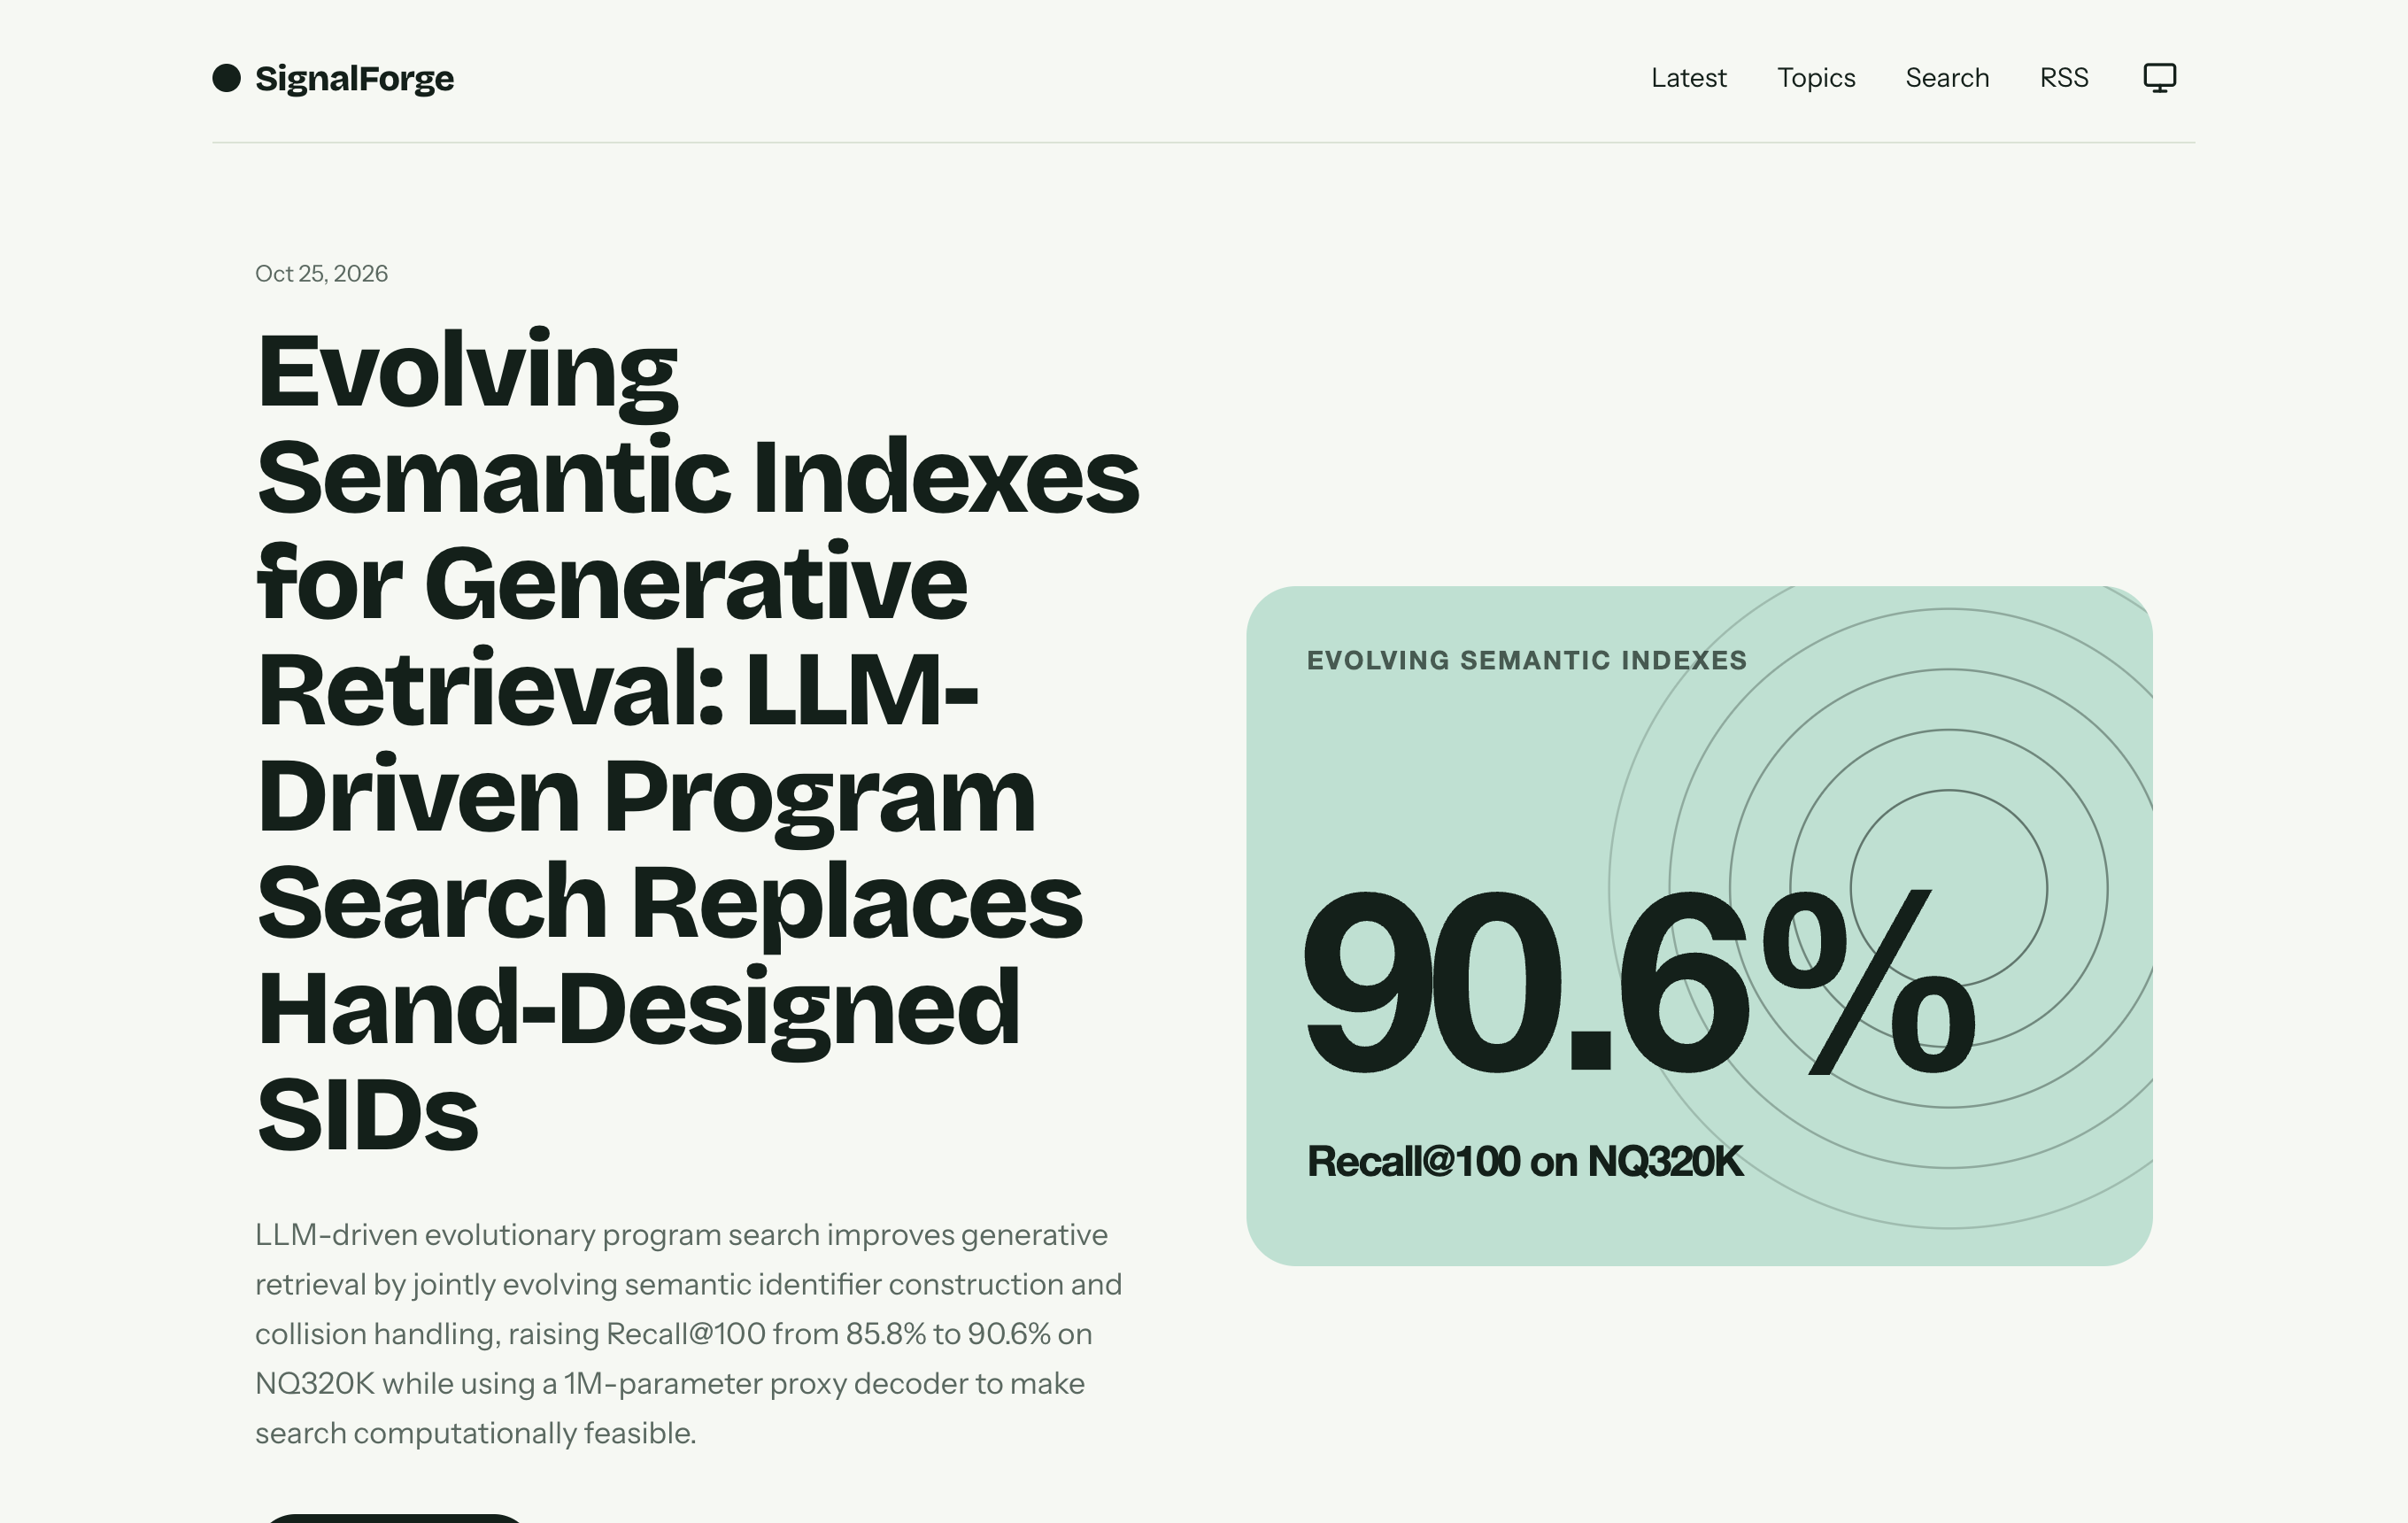 SignalForge
Latest
Topics
Search
RSS
Oct 25, 2026
Evolving
Semantic Indexes
for Generative
Retrieval: LLM-
Driven Program
Search Replaces
Hand-Designed
SIDs
LLM-driven evolutionary program search improves generative
retrieval by jointly evolving semantic identifier construction and
collision handling, raising Recall@100 from 85.8% to 90.6% on
NQ320K while using a 1M-parameter proxy decoder to make
search computationally feasible.
EVOLVING SEMANTIC INDEXES
90.6%
Recall@100 on NQ320K